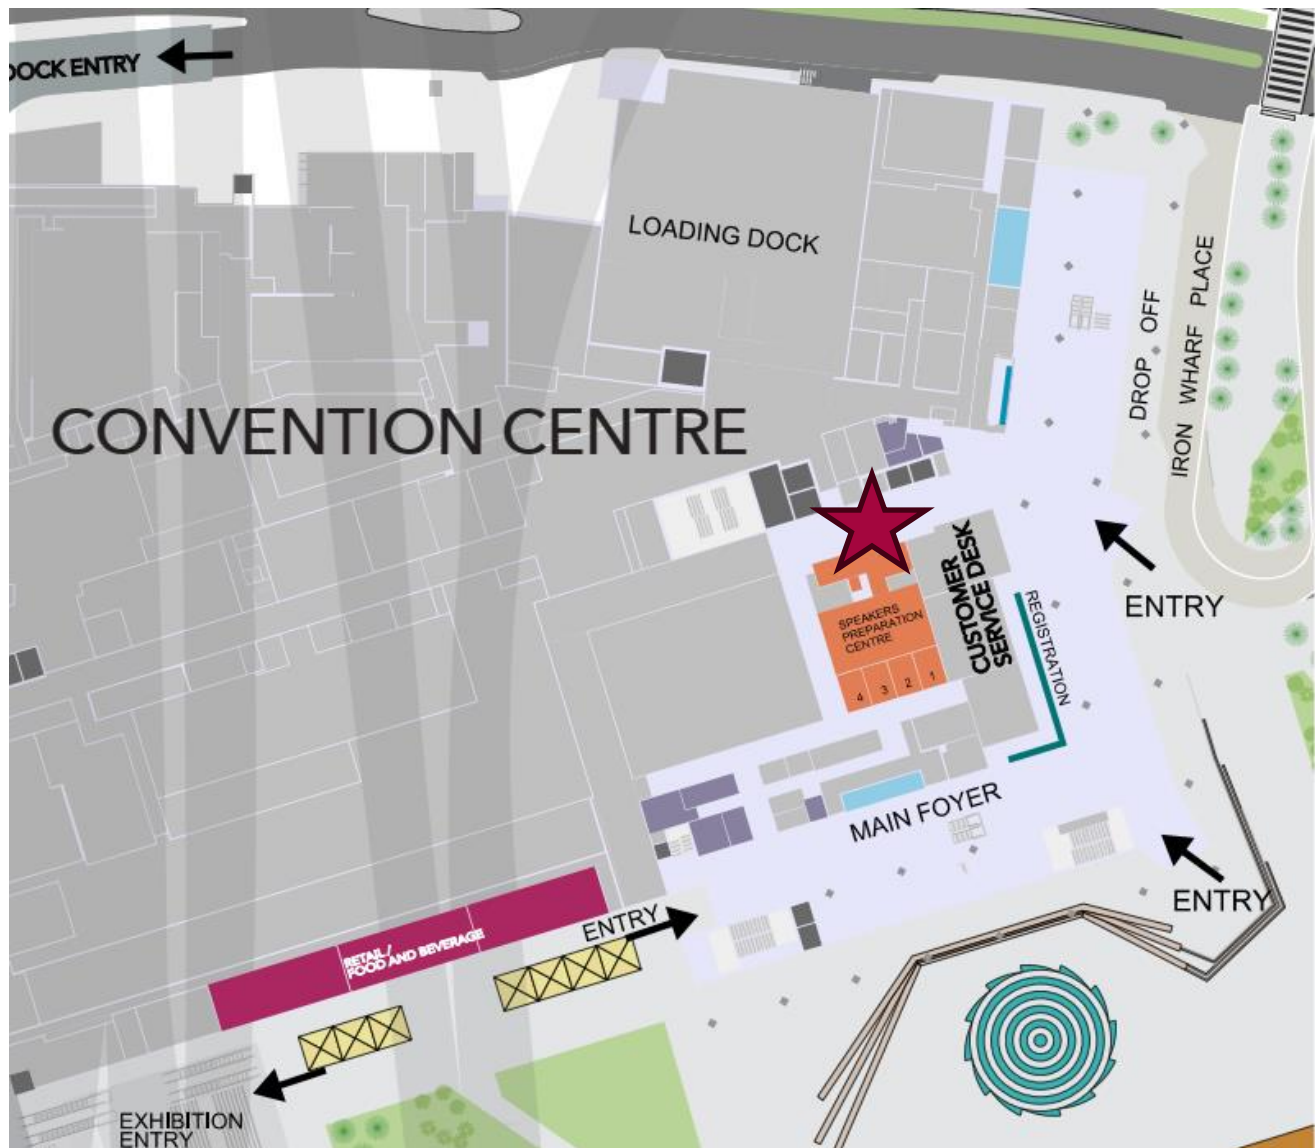 DOCK ENTRY
LOADING DOCK
DROP OFF
IRON WHARF PLACE
CONVENTION CENTRE
CUSTOMER
SERVICE DESK
ENTRY
REGISTRATION
SPEAKERS
PREPARATION
CENTRE
4 3 2 1
MAIN FOYER
ENTRY
ENTRY
RETAIL /
FOOD AND BEVERAGE
EXHIBITION
ENTRY